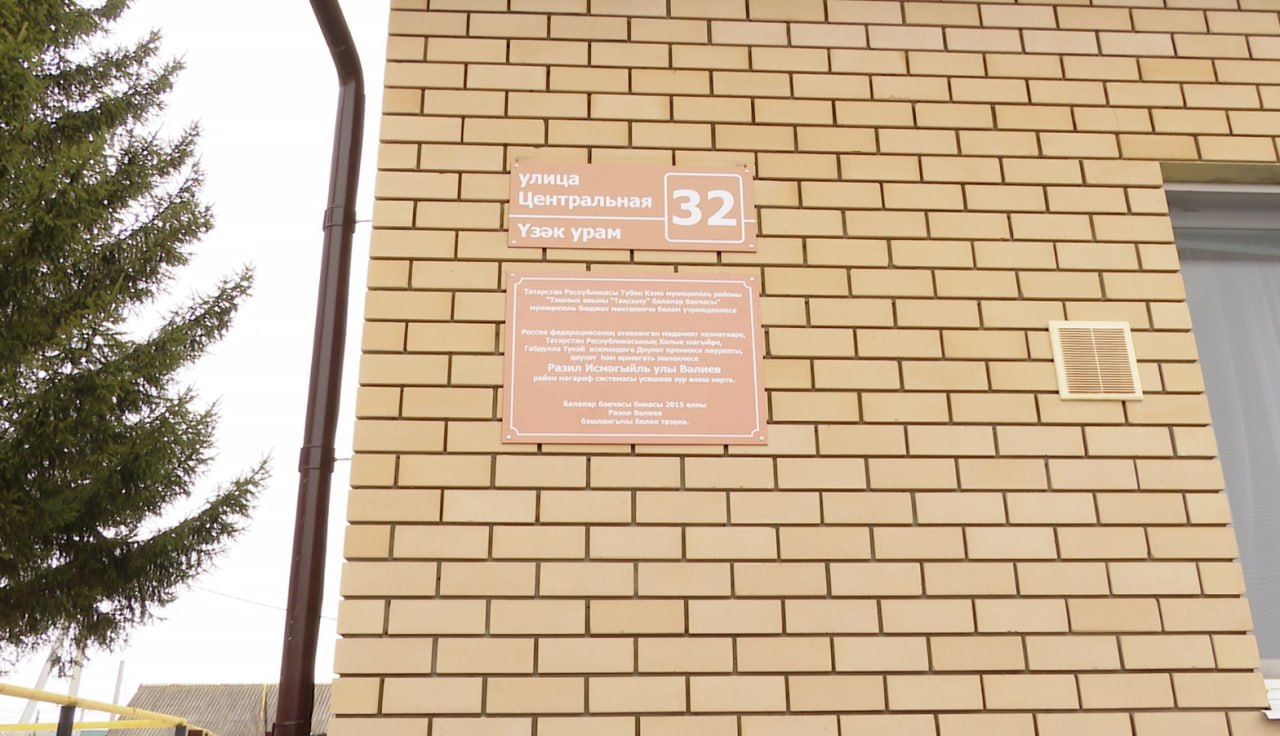 улица
Центральная
32
Үзәк урам
Татарстан Республикасы Түбән Кама муниципаль районы
"Ташлык авылы "Таңсылу" балалар бакчасы"
муниципаль бюджет мәктәпкәчә белем учреждениесе
Россия федерациясенең атказанган мәдәният хезмәткәре,
Татарстан Республикасының Халык шагыйре,
Габдулла Тукай исемендәге Дәүләт премиясе лауреаты,
дәүләт һәм җәмәгать эшлеклесе
Разил Исмәгыйль улы Вәлиев
район мәгариф системасы үсешенә зур өлеш кертә.
Балалар бакчасы бинасы 2015 елны
Разил Вәлиев
башлангычы белән төзелә.